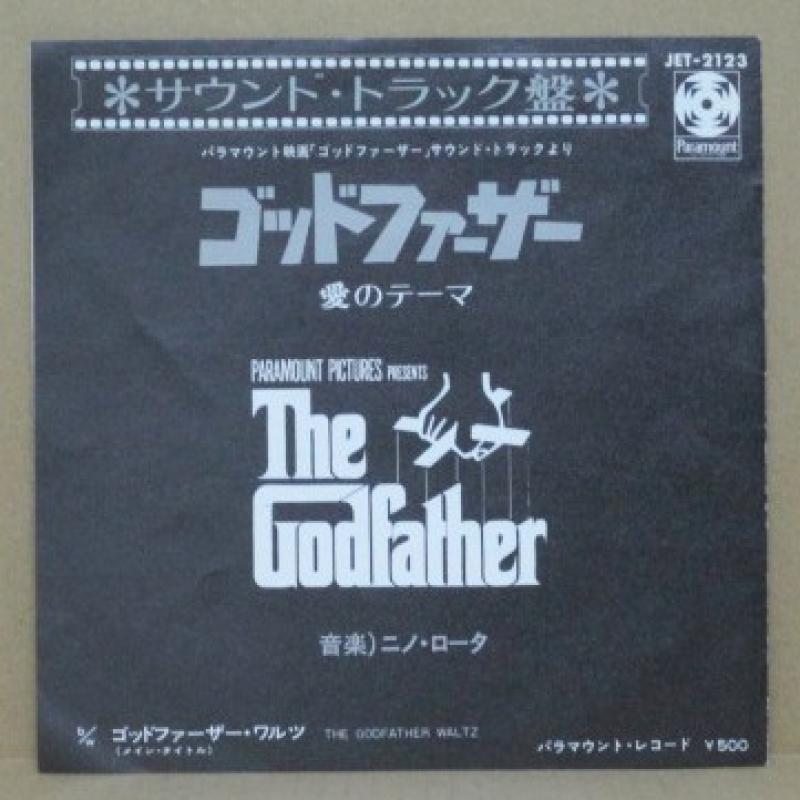 JET-2123
＊サウンド・トラック盤＊
Paramount
パラマウント映画「ゴッドファーザー」サウンド・トラックより
ゴッドファーザー
愛のテーマ
PARAMOUNT PICTURES PRESENTS
The
Godfather
音楽)ニノ・ロータ
b/w ゴッドファーザー・ワルツ THE GODFATHER WALTZ
(メイン・タイトル)
パラマウント・レコード ￥500